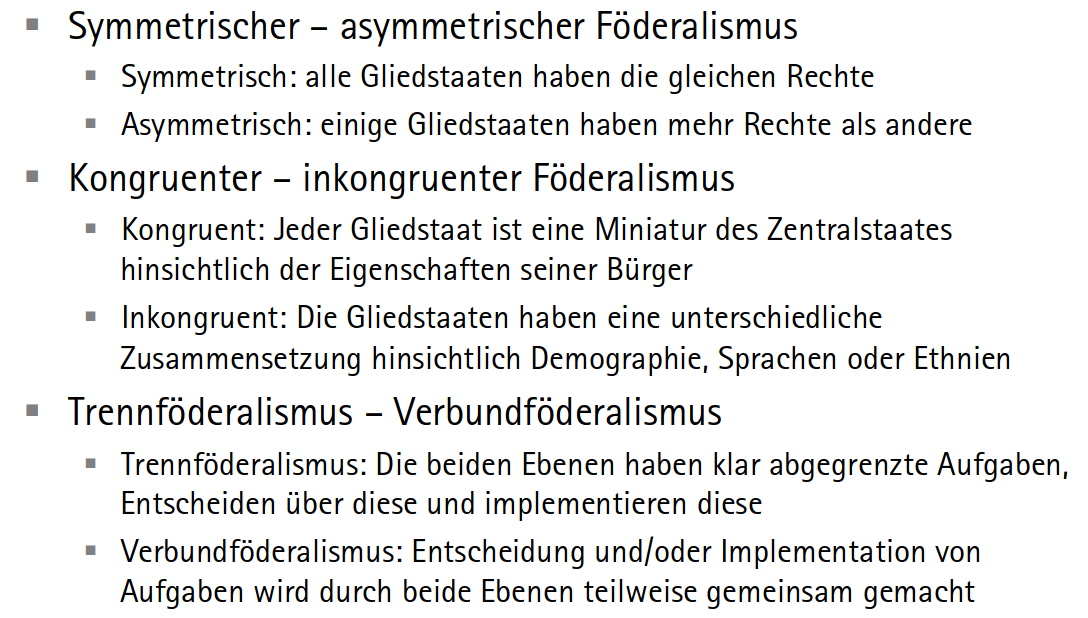 ▪ Symmetrischer – asymmetrischer Föderalismus
▪ Symmetrisch: alle Gliedstaaten haben die gleichen Rechte
▪ Asymmetrisch: einige Gliedstaaten haben mehr Rechte als andere
▪ Kongruenter – inkongruenter Föderalismus
▪ Kongruent: Jeder Gliedstaat ist eine Miniatur des Zentralstaates
hinsichtlich der Eigenschaften seiner Bürger
▪ Inkongruent: Die Gliedstaaten haben eine unterschiedliche
Zusammensetzung hinsichtlich Demographie, Sprachen oder Ethnien
▪ Trennföderalismus – Verbundföderalismus
▪ Trennföderalismus: Die beiden Ebenen haben klar abgegrenzte Aufgaben,
Entscheiden über diese und implementieren diese
▪ Verbundföderalismus: Entscheidung und/oder Implementation von
Aufgaben wird durch beide Ebenen teilweise gemeinsam gemacht